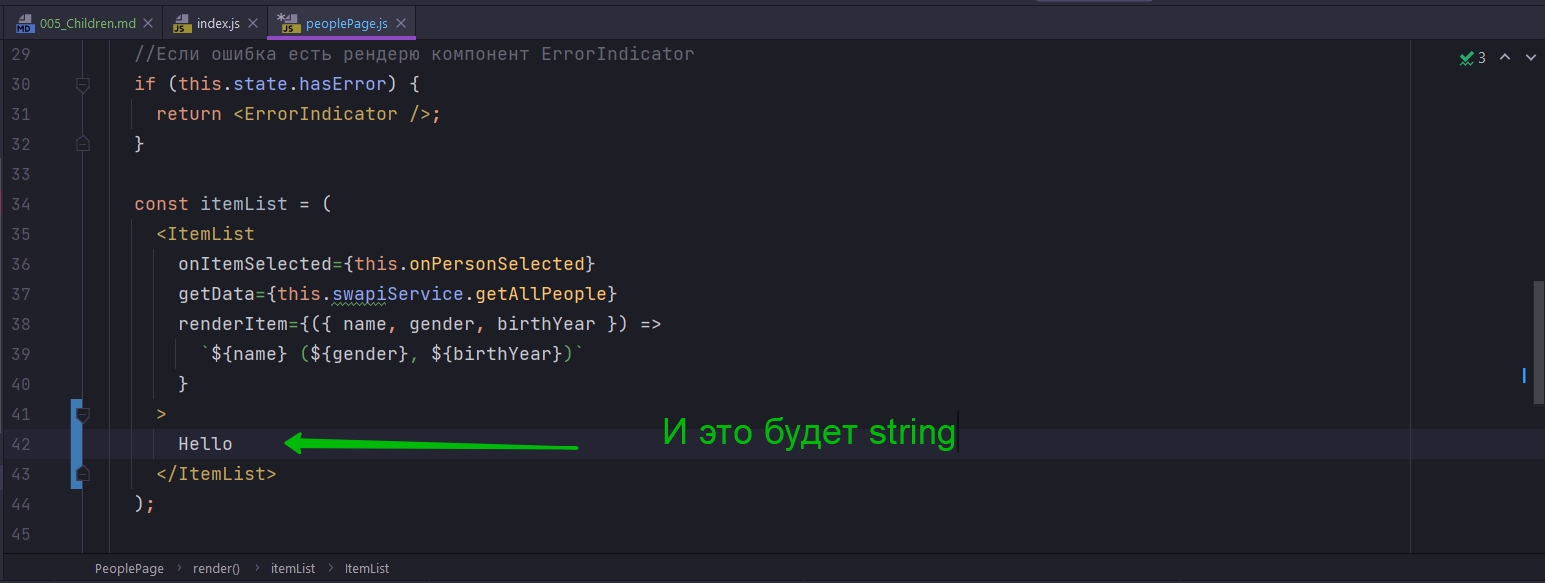 005_Children.md index.js peoplePage.js
29 //Если ошибка есть рендерю компонент ErrorIndicator
30 if (this.state.hasError) {
31 return <ErrorIndicator />;
32 }
33
34 const itemList = (
35 <ItemList
36 onItemSelected={this.onPersonSelected}
37 getData={this.swapiService.getAllPeople}
38 renderItem={({ name, gender, birthYear }) =>
39 `${name} (${gender}, ${birthYear})`
40 }
41 >
42 Hello И это будет string
43 </ItemList>
44 );
45
PeoplePage › render() › itemList › ItemList
MD
JS
JS
3